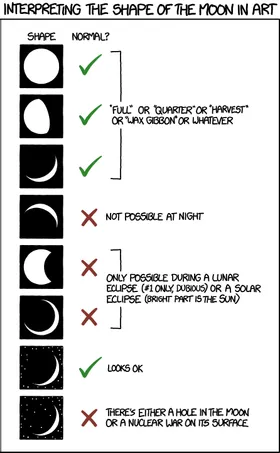 INTERPRETING THE SHAPE OF THE MOON IN ART
SHAPE NORMAL?
"FULL" OR "QUARTER" OR "HARVEST"
OR "WAX GIBBON" OR WHATEVER
NOT POSSIBLE AT NIGHT
ONLY POSSIBLE DURING A LUNAR
ECLIPSE (#1 ONLY, DUBIOUS) OR A SOLAR
ECLIPSE (BRIGHT PART IS THE SUN)
LOOKS OK
THERE'S EITHER A HOLE IN THE MOON
OR A NUCLEAR WAR ON ITS SURFACE